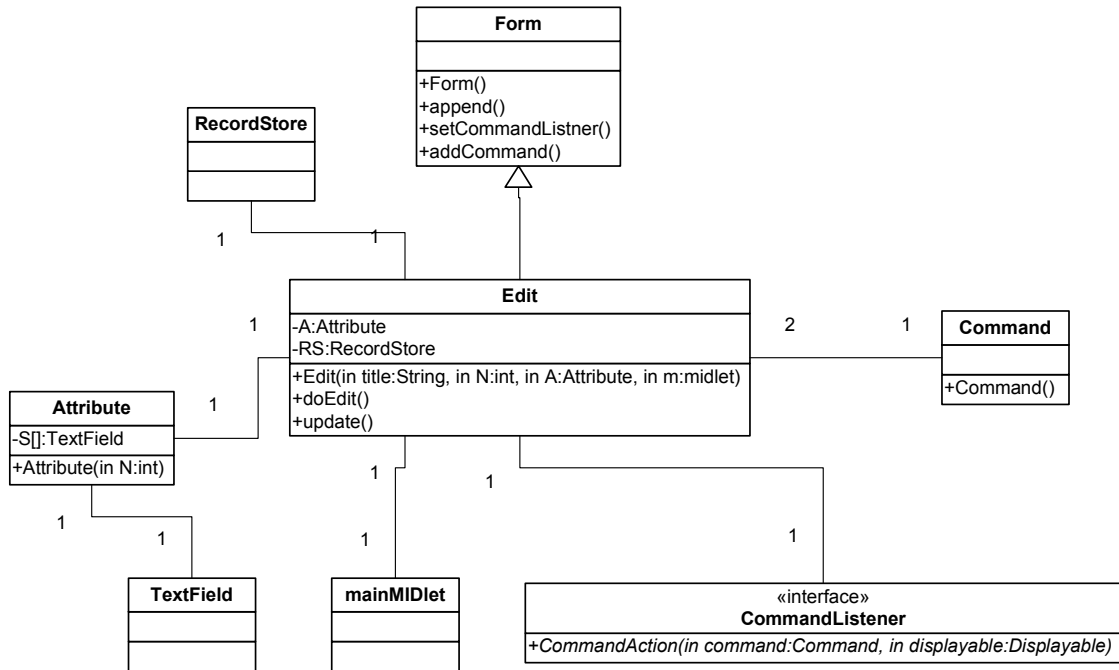 Form
+Form()
+append()
+setCommandListner()
+addCommand()
RecordStore
1
1
Edit
-A:Attribute
-RS:RecordStore
+Edit(in title:String, in N:int, in A:Attribute, in m:midlet)
+doEdit()
+update()
2
1
Command
+Command()
1
1
Attribute
-S[]:TextField
+Attribute(in N:int)
1
1
TextField
1
1
mainMIDlet
1
1
«interface»
CommandListener
+CommandAction(in command:Command, in displayable:Displayable)